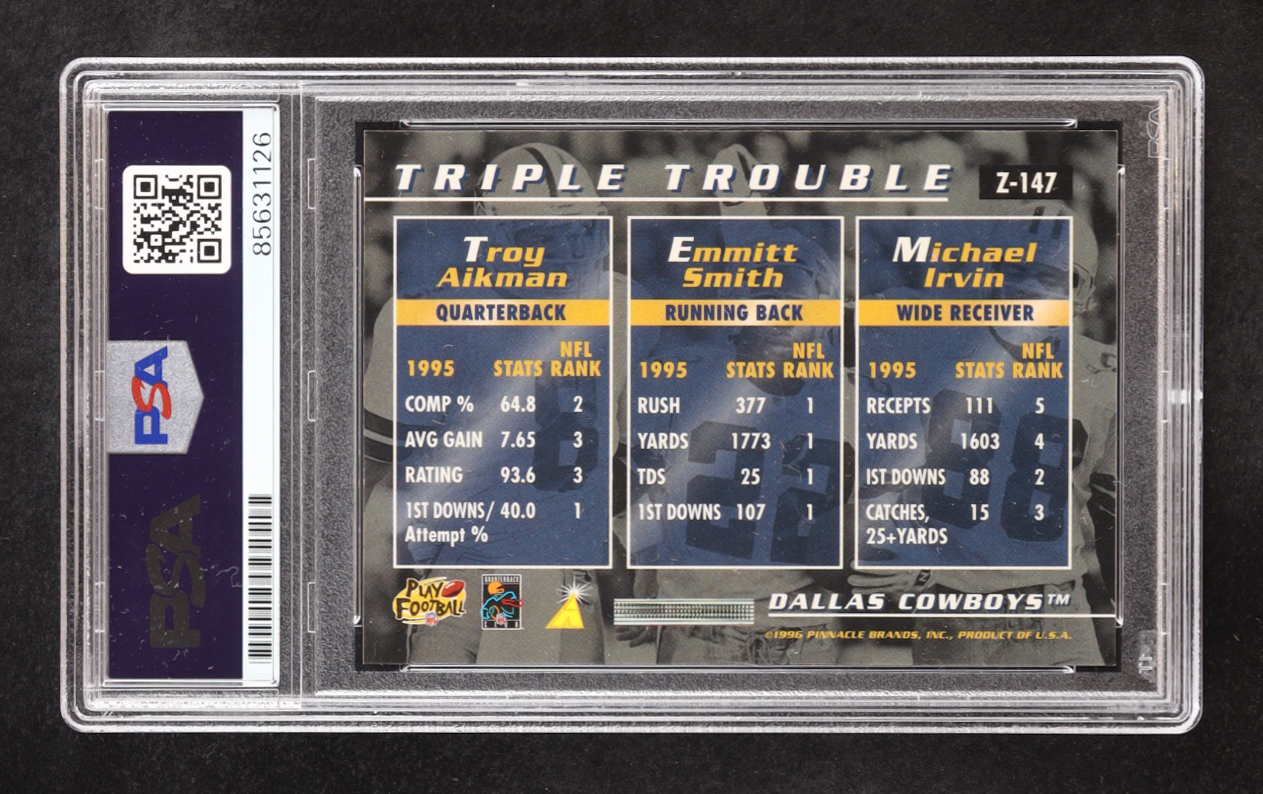 PSA
85631126
PSA
TRIPLE TROUBLE
Z-147
Troy
Aikman
QUARTERBACK
1995 STATS NFL RANK
COMP % 64.8 2
AVG GAIN 7.65 3
RATING 93.6 3
1ST DOWNS/ 40.0 1
Attempt %
Emmitt
Smith
RUNNING BACK
1995 STATS NFL RANK
RUSH 377 1
YARDS 1773 1
TDS 25 1
1ST DOWNS 107 1
Michael
Irvin
WIDE RECEIVER
1995 STATS NFL RANK
RECEPTS 111 5
YARDS 1603 4
1ST DOWNS 88 2
CATCHES, 15 3
25+YARDS
PLAY
FOOTBALL
QUARTERBACK
CLUB
DALLAS COWBOYS™
©1996 PINNACLE BRANDS, INC., PRODUCT OF U.S.A.